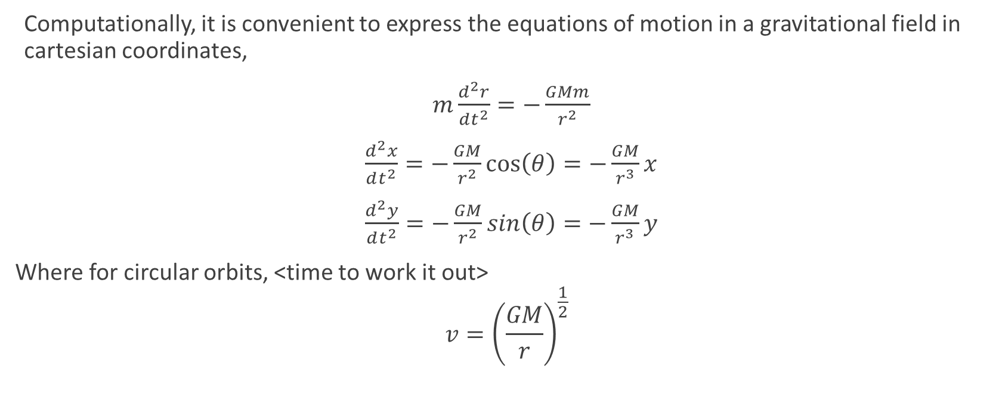 Computationally, it is convenient to express the equations of motion in a gravitational field in
cartesian coordinates,
$m\frac{d^2r}{dt^2} = -\frac{GMm}{r^2}$
$\frac{d^2x}{dt^2} = -\frac{GM}{r^2}\cos(\theta) = -\frac{GM}{r^3}x$
$\frac{d^2y}{dt^2} = -\frac{GM}{r^2}sin(\theta) = -\frac{GM}{r^3}y$
Where for circular orbits, <time to work it out>
$v = \left(\frac{GM}{r}\right)^{\frac{1}{2}}$